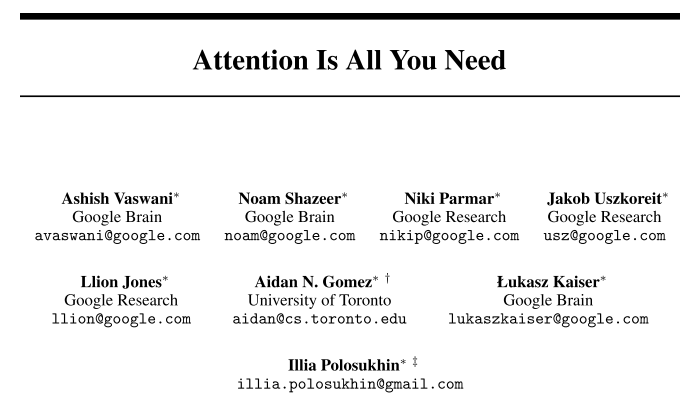 Attention Is All You Need
Ashish Vaswani* Noam Shazeer* Niki Parmar* Jakob Uszkoreit*
Google Brain Google Brain Google Research Google Research
avaswani@google.com noam@google.com nikip@google.com usz@google.com
Llion Jones* Aidan N. Gomez* † Łukasz Kaiser*
Google Research University of Toronto Google Brain
llion@google.com aidan@cs.toronto.edu lukaszkaiser@google.com
Illia Polosukhin* ‡
illia.polosukhin@gmail.com